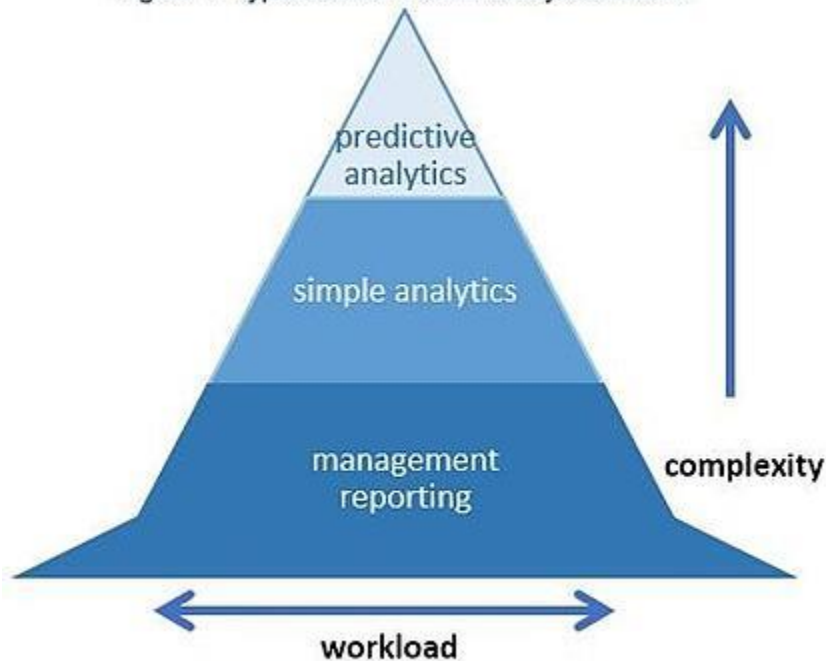 predictive
analytics
simple analytics
management
reporting
complexity
workload